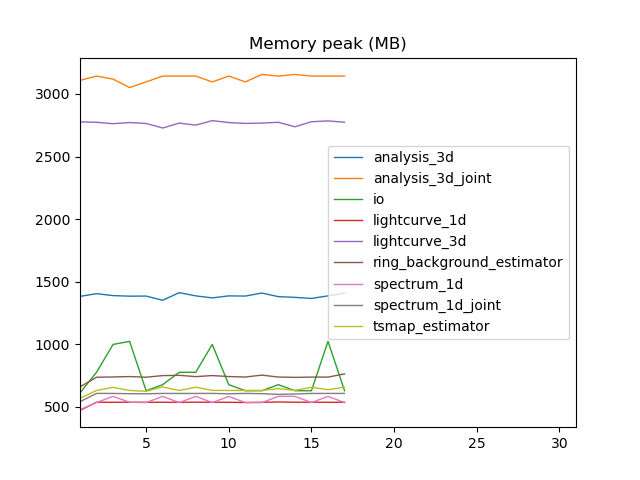 Memory peak (MB)
3000
2500
2000
1500
1000
500
5
10
15
20
25
30
analysis_3d
analysis_3d_joint
io
lightcurve_1d
lightcurve_3d
ring_background_estimator
spectrum_1d
spectrum_1d_joint
tsmap_estimator